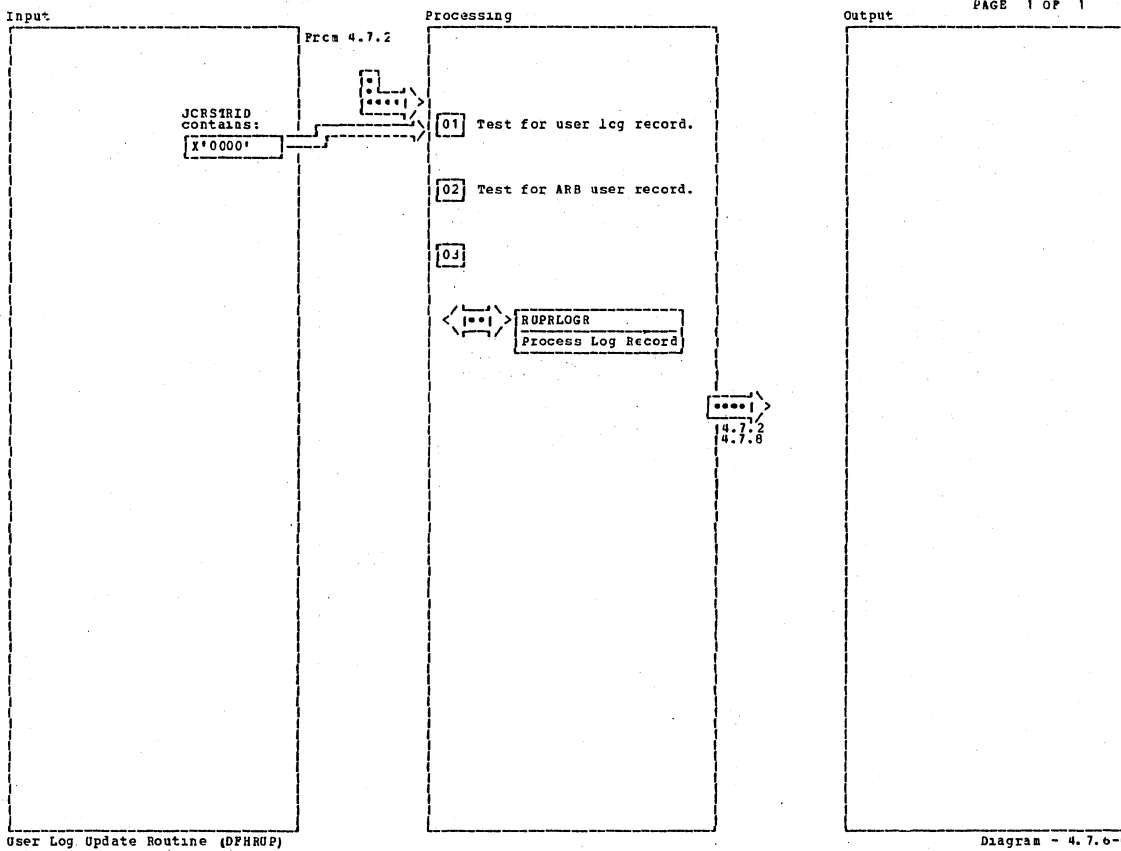 PAGE 1 OF 1
Input
Processing
Output
From 4.7.2
JCRSTRID
contains:
X'0000'
01 Test for user log record.
02 Test for ARB user record.
03
RUPRLOGR
Process Log Record
4.7.2
4.7.8
User Log Update Routine (DFHRUP)
Diagram - 4.7.6-